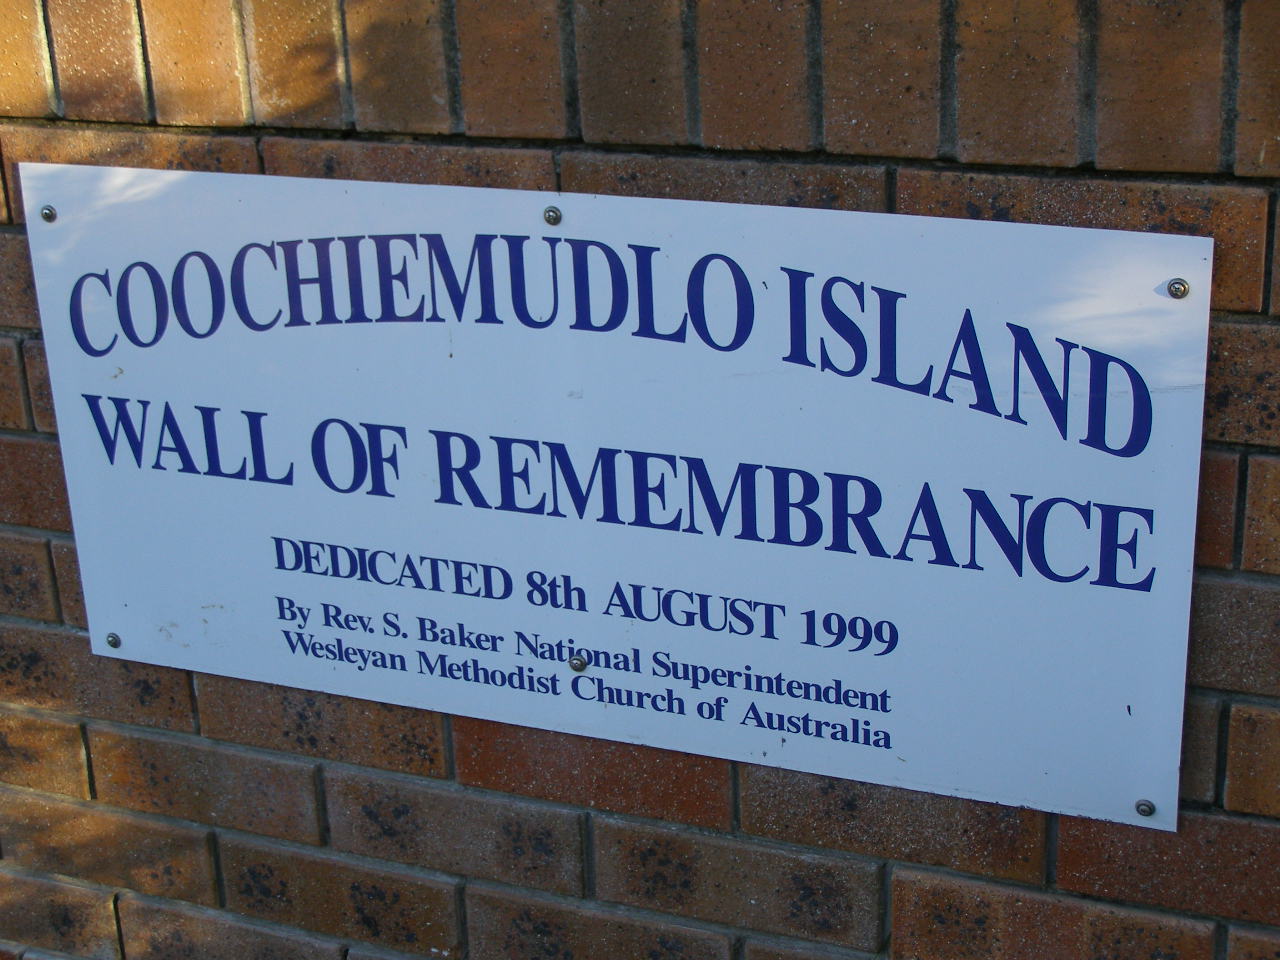 COOCHIEMUDLO ISLAND
WALL OF REMEMBRANCE
DEDICATED 8th AUGUST 1999
By Rev. S. Baker National Superintendent
Wesleyan Methodist Church of Australia